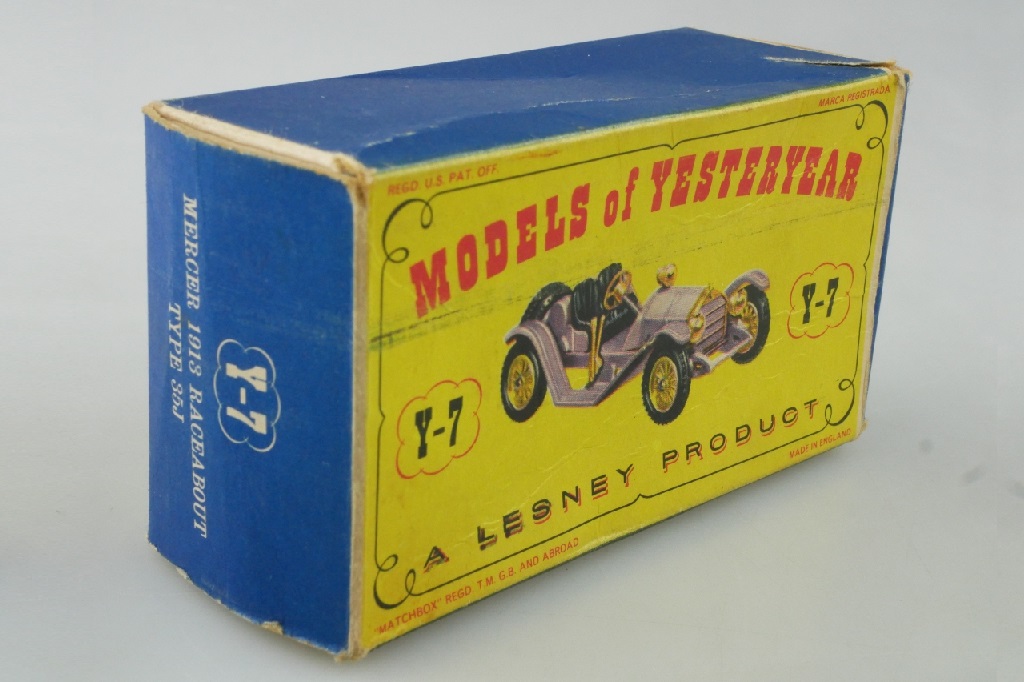 MERCER 1913 RACEABOUT
TYPE 35J
Y-7
REGD. U.S. PAT. OFF.
MARCA REGISTRADA
MODELS of YESTERYEAR
Y-7
Y-7
A LESNEY PRODUCT
"MATCHBOX" REGD. T.M. G.B. AND ABROAD
MADE IN ENGLAND